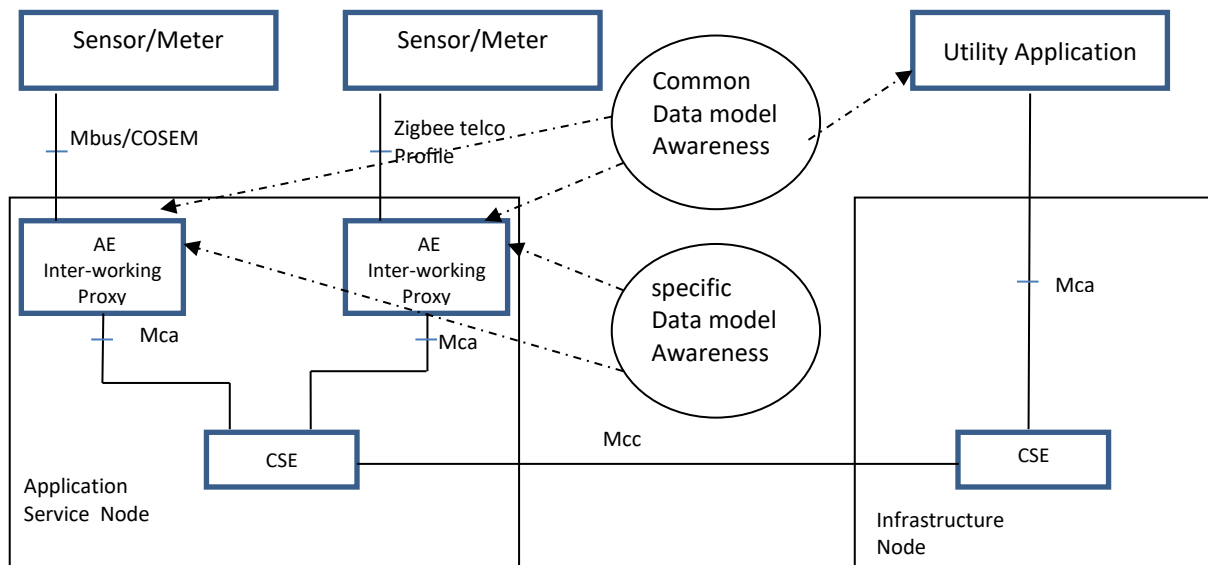 Sensor/Meter
Sensor/Meter
Utility Application
Common
Data model
Awareness
Mbus/COSEM
Zigbee telco
Profile
AE
Inter-working
Proxy
AE
Inter-working
Proxy
specific
Data model
Awareness
Mca
Mca
Mca
Mcc
CSE
CSE
Application
Service Node
Infrastructure
Node